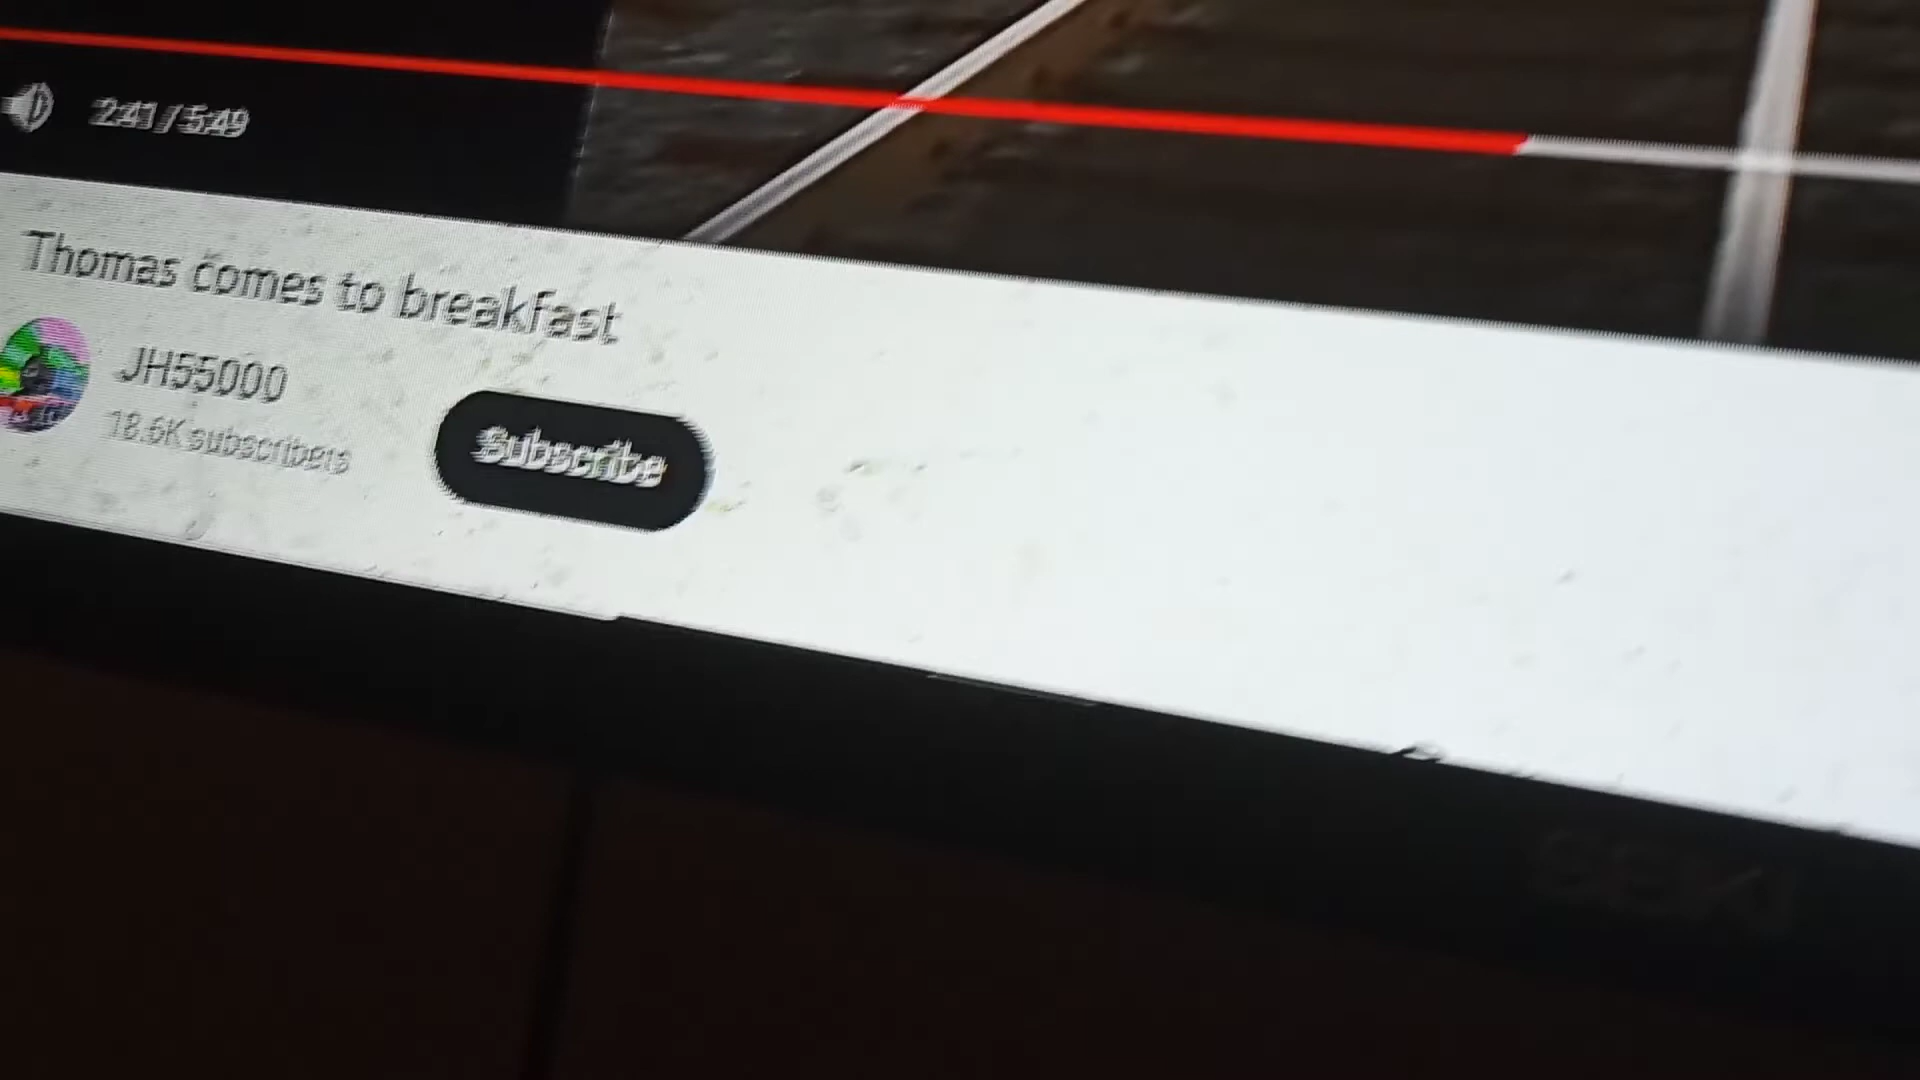 2:41 / 5:49
Thomas comes to breakfast
JH55000
18.6K subscribers
Subscribe